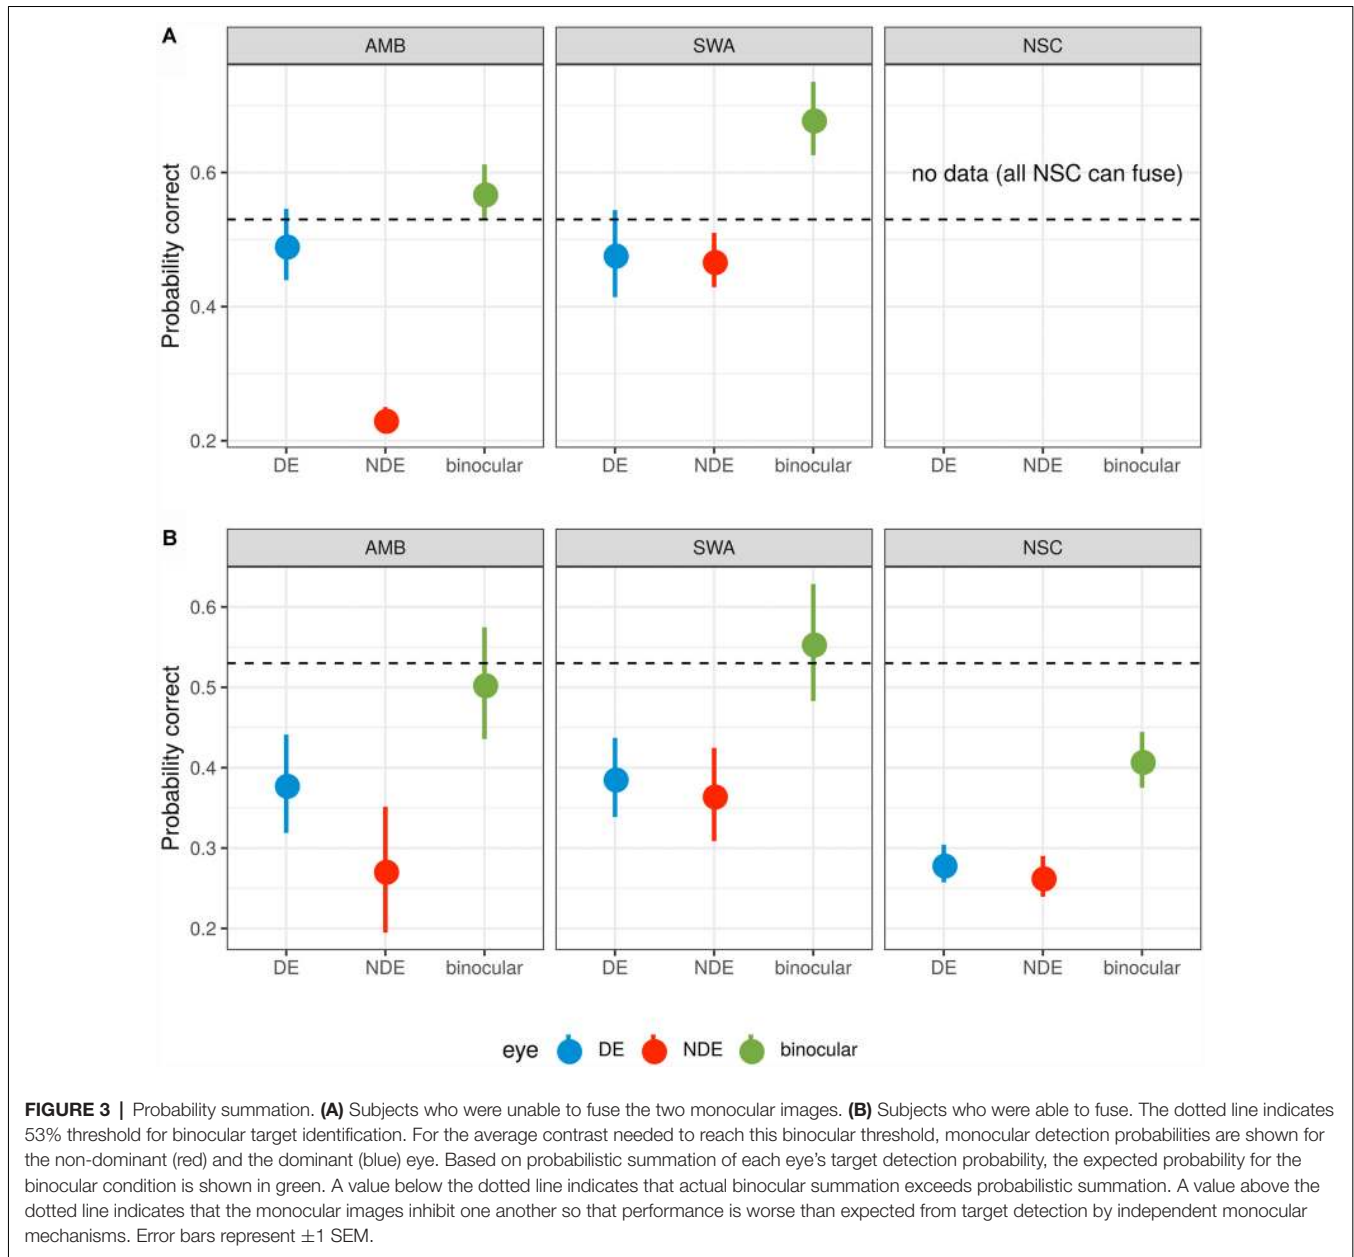 A
AMB
SWA
NSC
Probability correct
0.6
0.4
0.2
no data (all NSC can fuse)
DE NDE binocular
DE NDE binocular
DE NDE binocular
B
AMB
SWA
NSC
Probability correct
0.6
0.5
0.4
0.3
0.2
DE NDE binocular
DE NDE binocular
DE NDE binocular
eye DE NDE binocular
FIGURE 3 | Probability summation. (A) Subjects who were unable to fuse the two monocular images. (B) Subjects who were able to fuse. The dotted line indicates
53% threshold for binocular target identification. For the average contrast needed to reach this binocular threshold, monocular detection probabilities are shown for
the non-dominant (red) and the dominant (blue) eye. Based on probabilistic summation of each eye's target detection probability, the expected probability for the
binocular condition is shown in green. A value below the dotted line indicates that actual binocular summation exceeds probabilistic summation. A value above the
dotted line indicates that the monocular images inhibit one another so that performance is worse than expected from target detection by independent monocular
mechanisms. Error bars represent ±1 SEM.